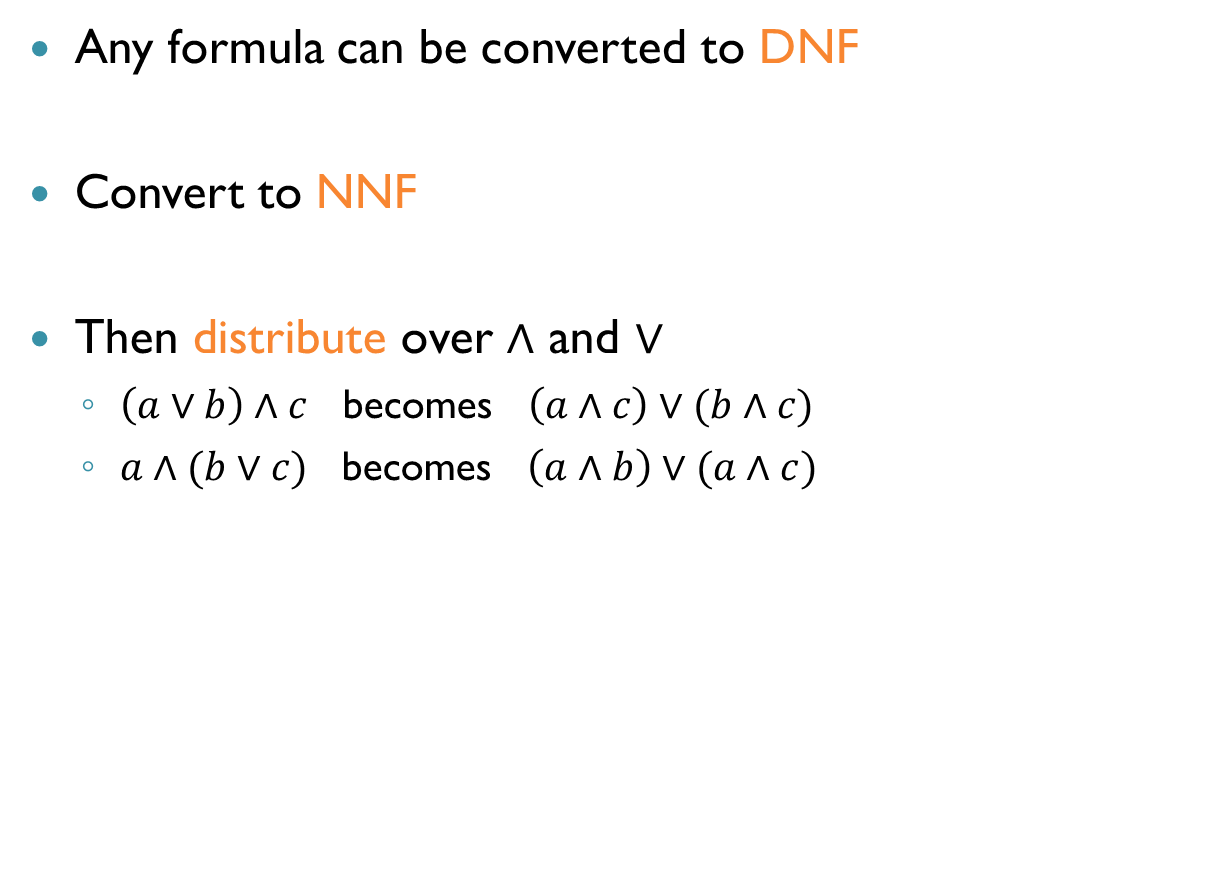 • Any formula can be converted to DNF
• Convert to NNF
• Then distribute over ∧ and ∨
◦ (a ∨ b) ∧ c becomes (a ∧ c) ∨ (b ∧ c)
◦ a ∧ (b ∨ c) becomes (a ∧ b) ∨ (a ∧ c)